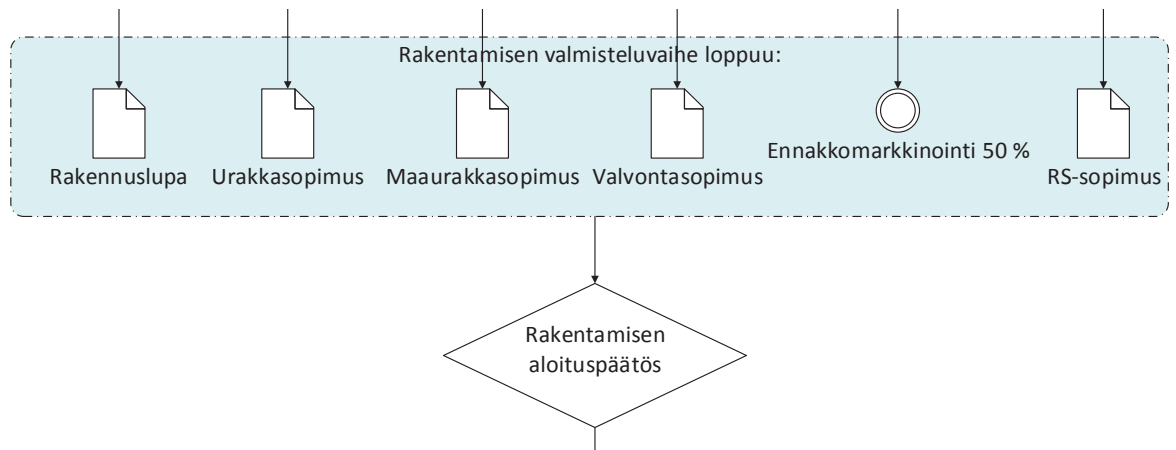 Rakentamisen valmisteluvaihe loppuu:
Rakennuslupa
Urakkasopimus
Maaurakkasopimus
Valvontasopimus
Ennakkomarkkinointi 50 %
RS-sopimus
Rakentamisen
aloituspäätös